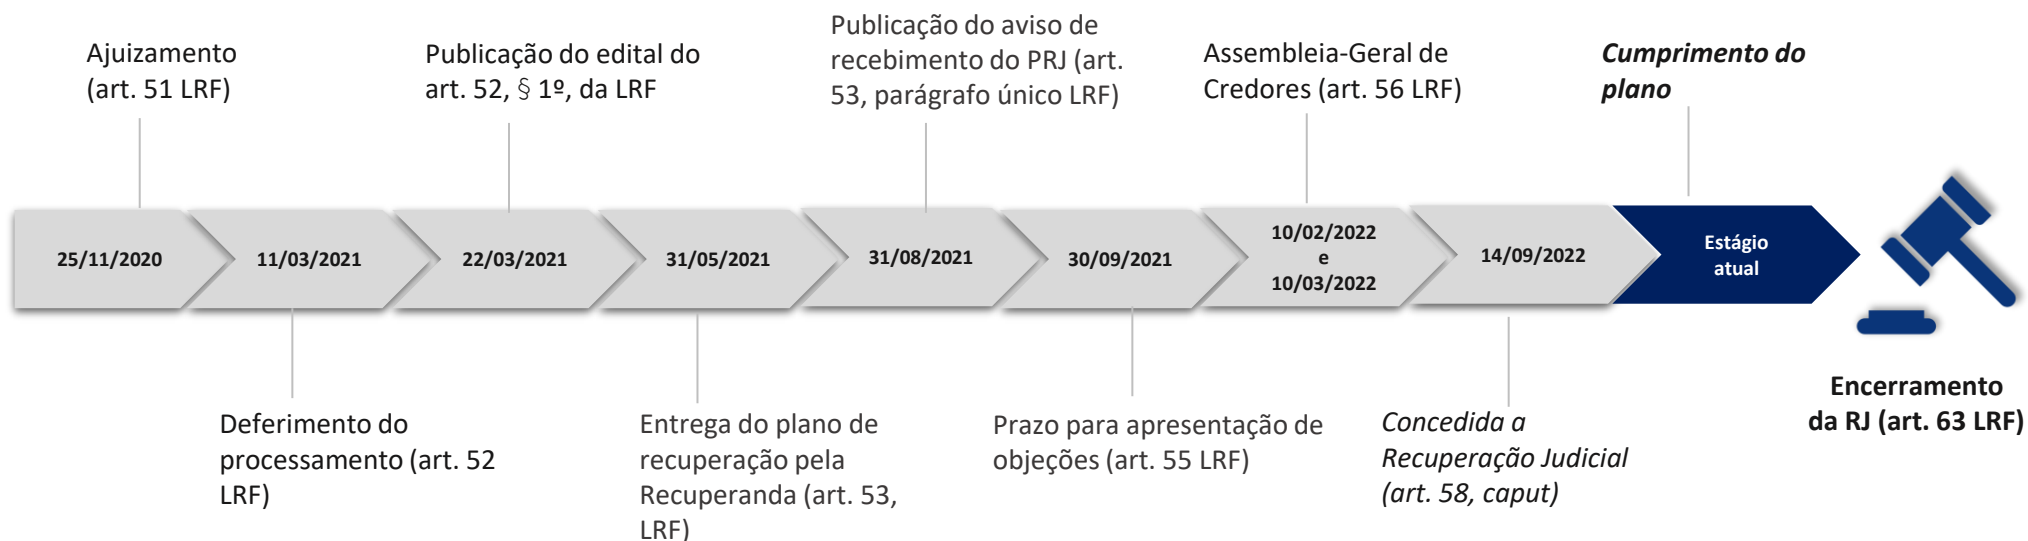 Ajuizamento
(art. 51 LRF)
Publicação do edital do
art. 52, § 1º, da LRF
Publicação do aviso de
recebimento do PRJ (art.
53, parágrafo único LRF)
Assembleia-Geral de
Credores (art. 56 LRF)
Cumprimento do
plano
25/11/2020
11/03/2021
22/03/2021
31/05/2021
31/08/2021
30/09/2021
10/02/2022
e
10/03/2022
14/09/2022
Estágio
atual
Deferimento do
processamento (art. 52
LRF)
Entrega do plano de
recuperação pela
Recuperanda (art. 53,
LRF)
Prazo para apresentação de
objeções (art. 55 LRF)
Concedida a
Recuperação Judicial
(art. 58, caput)
Encerramento
da RJ (art. 63 LRF)